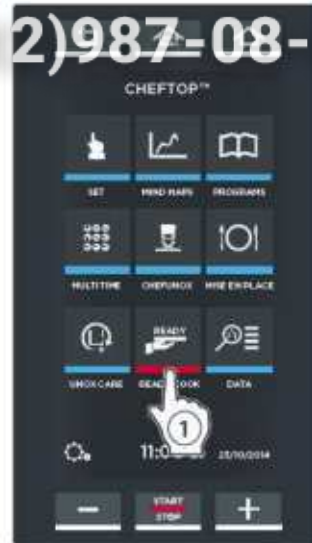 2)987-08-
CHEFTOP™
SET MIND MAPS PROGRAMS
MULTITIME CHEFUNOX MISE EN PLACE
READY
UNOX CARE READY COOK DATA
1
11:0
25/10/2014
− START +
STOP